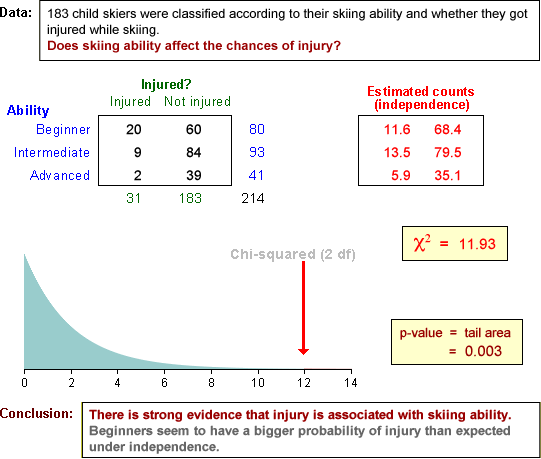 Data: 183 child skiers were classified according to their skiing ability and whether they got
injured while skiing.
Does skiing ability affect the chances of injury?
Injured?
Ability Injured Not injured
Beginner 20 60 80
Intermediate 9 84 93
Advanced 2 39 41
31 183 214
Estimated counts
(independence)
11.6 68.4
13.5 79.5
5.9 35.1
χ² = 11.93
Chi-squared (2 df)
p-value = tail area
= 0.003
0 2 4 6 8 10 12 14
Conclusion: There is strong evidence that injury is associated with skiing ability.
Beginners seem to have a bigger probability of injury than expected
under independence.